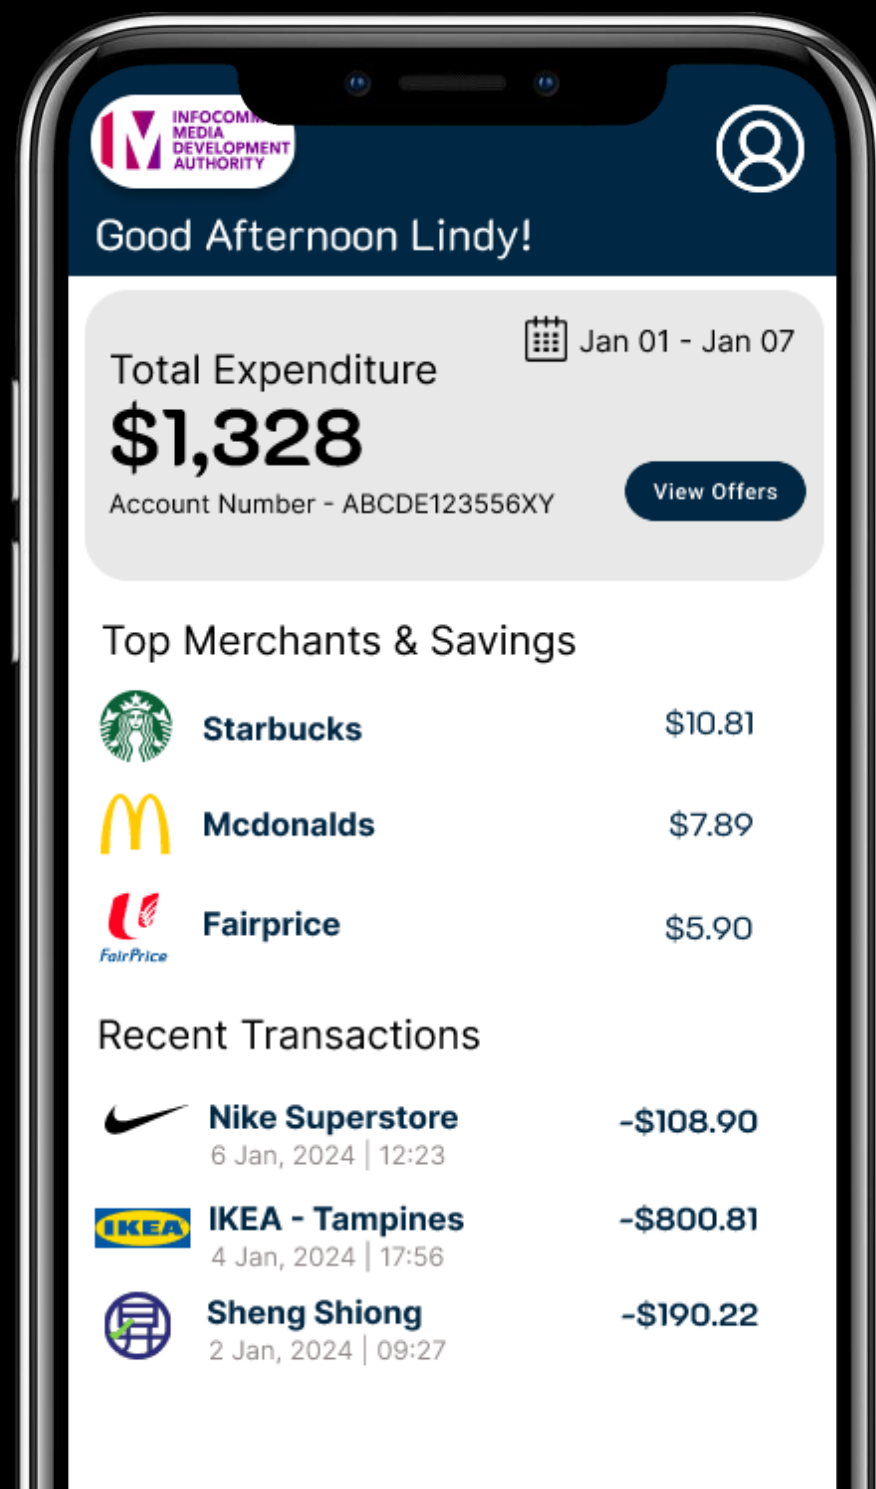 INFOCOMM
MEDIA
DEVELOPMENT
AUTHORITY
Good Afternoon Lindy!
Jan 01 - Jan 07
Total Expenditure
$1,328
Account Number - ABCDE123556XY
View Offers
Top Merchants & Savings
Starbucks $10.81
Mcdonalds $7.89
FairPrice
Fairprice $5.90
Recent Transactions
Nike Superstore -$108.90
6 Jan, 2024 | 12:23
IKEA
IKEA - Tampines -$800.81
4 Jan, 2024 | 17:56
Sheng Shiong -$190.22
2 Jan, 2024 | 09:27